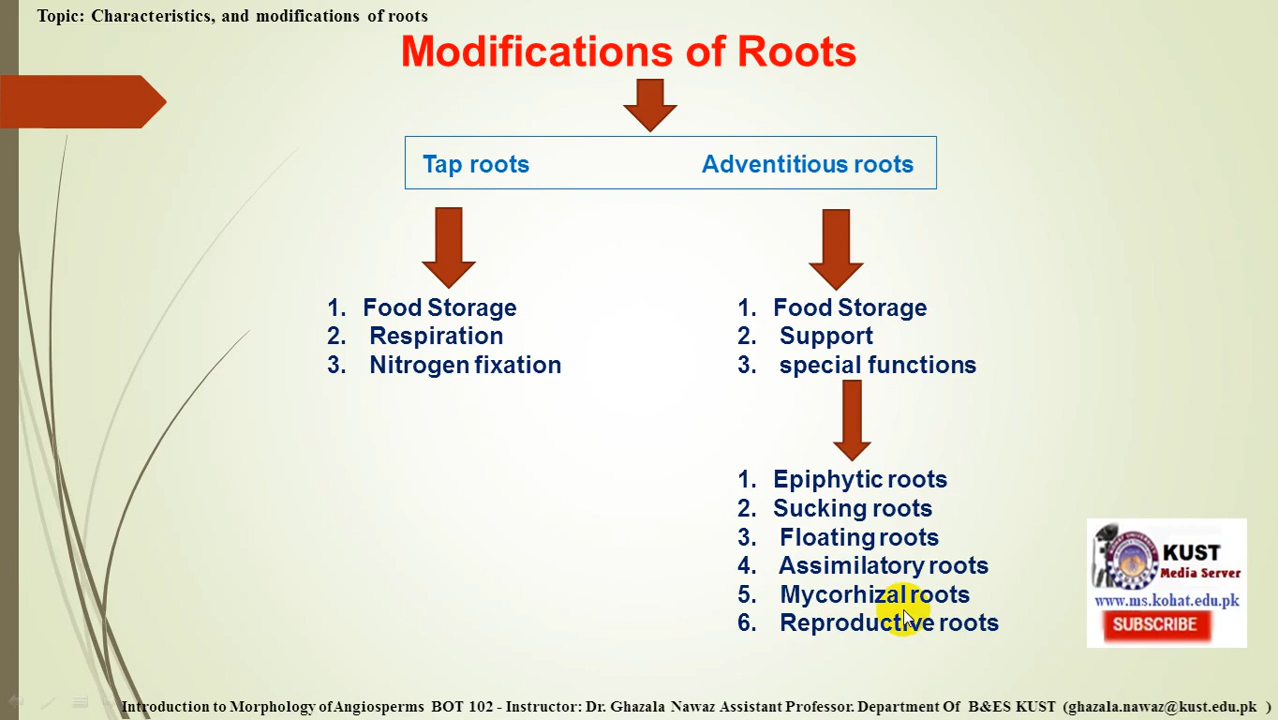 Topic: Characteristics, and modifications of roots
Modifications of Roots
Tap roots
Adventitious roots
1. Food Storage
2. Respiration
3. Nitrogen fixation
1. Food Storage
2. Support
3. special functions
1. Epiphytic roots
2. Sucking roots
3. Floating roots
4. Assimilatory roots
5. Mycorhizal roots
6. Reproductive roots
KUST
Media Server
www.ms.kohat.edu.pk
SUBSCRIBE
Introduction to Morphology of Angiosperms BOT 102 - Instructor: Dr. Ghazala Nawaz Assistant Professor. Department Of B&ES KUST (ghazala.nawaz@kust.edu.pk )